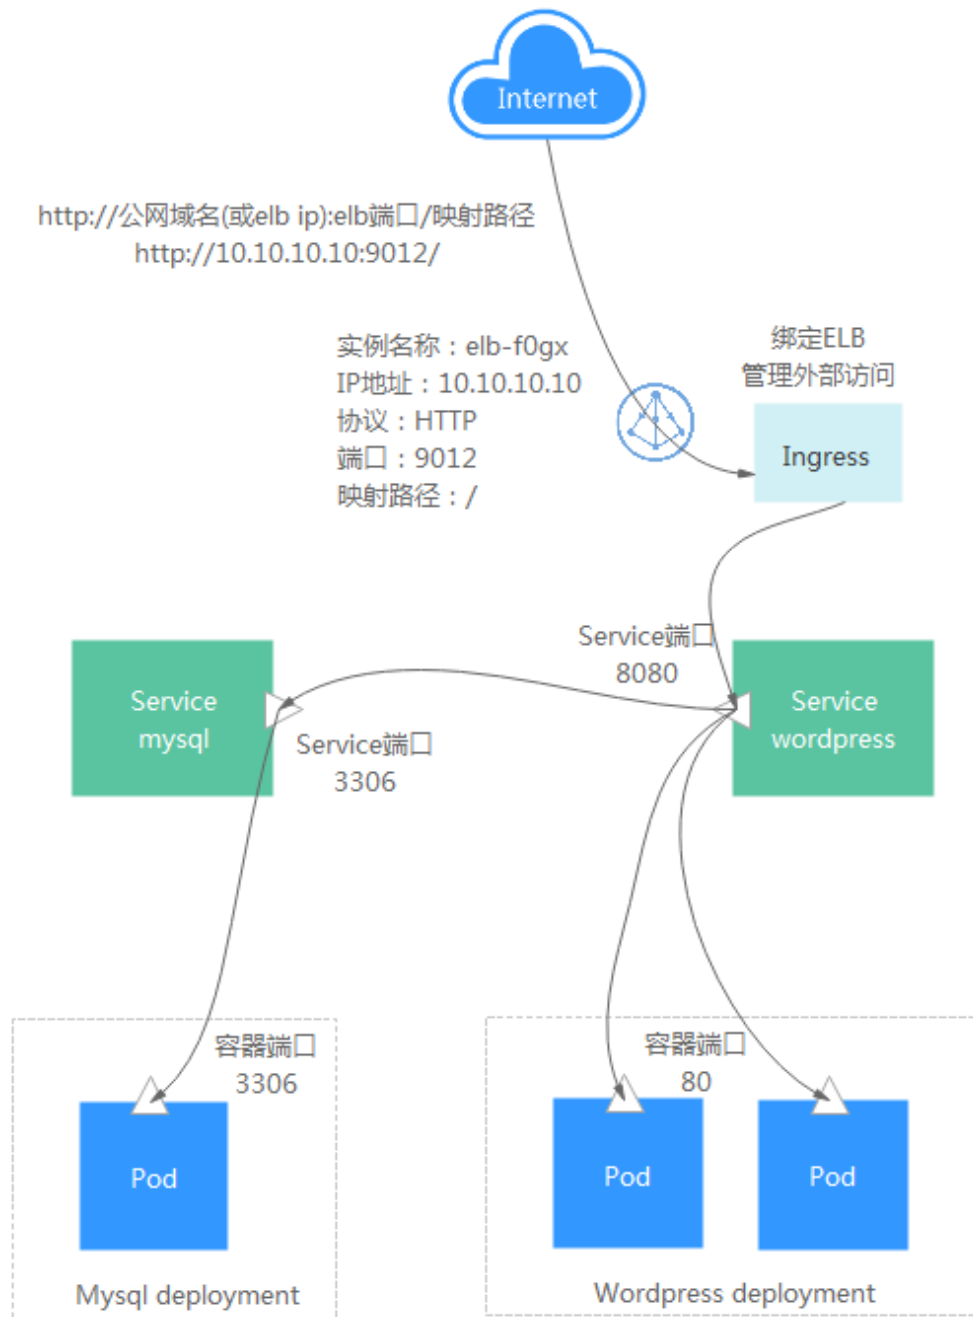 Internet
http://公网域名(或elb ip):elb端口/映射路径
http://10.10.10.10:9012/
实例名称：elb-f0gx
IP地址：10.10.10.10
协议：HTTP
端口：9012
映射路径：/
绑定ELB
管理外部访问
Ingress
Service端口
8080
Service
mysql
Service端口
3306
Service
wordpress
容器端口
3306
Pod
Mysql deployment
容器端口
80
Pod
Pod
Wordpress deployment